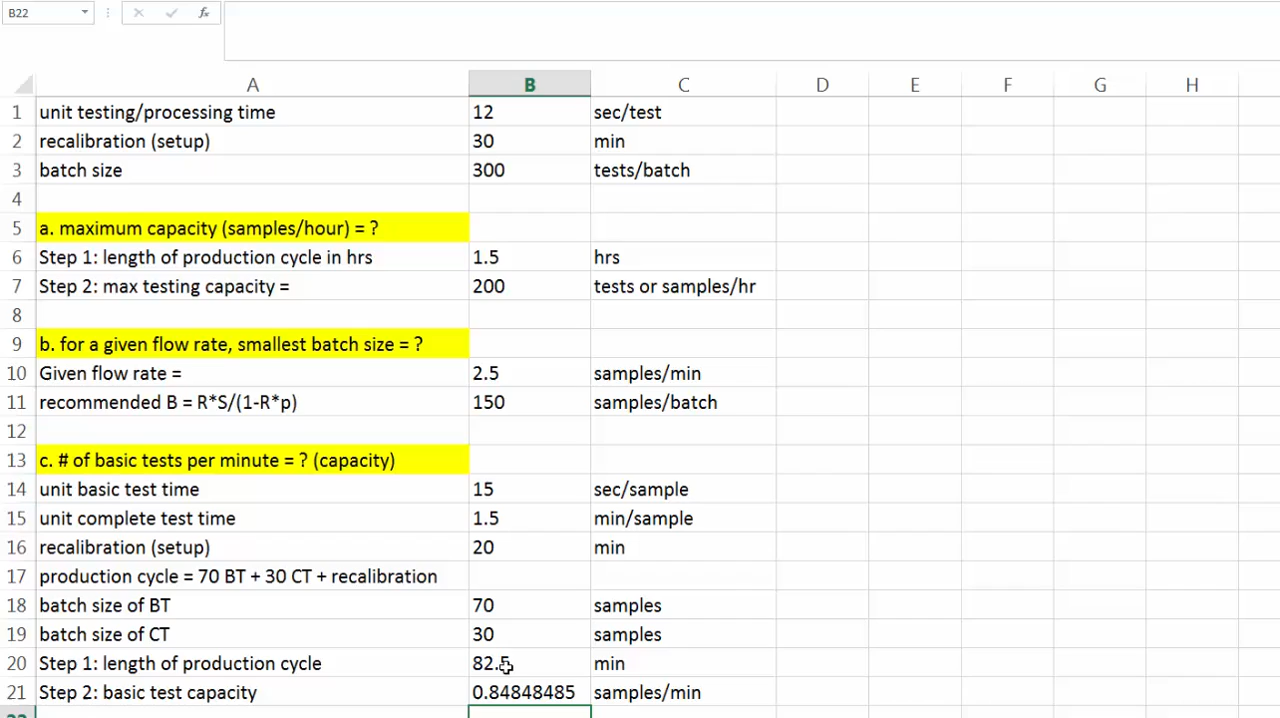 B22
fx
A B C D E F G H
1 unit testing/processing time 12 sec/test
2 recalibration (setup) 30 min
3 batch size 300 tests/batch
4
5 a. maximum capacity (samples/hour) = ?
6 Step 1: length of production cycle in hrs 1.5 hrs
7 Step 2: max testing capacity = 200 tests or samples/hr
8
9 b. for a given flow rate, smallest batch size = ?
10 Given flow rate = 2.5 samples/min
11 recommended B = R*S/(1-R*p) 150 samples/batch
12
13 c. # of basic tests per minute = ? (capacity)
14 unit basic test time 15 sec/sample
15 unit complete test time 1.5 min/sample
16 recalibration (setup) 20 min
17 production cycle = 70 BT + 30 CT + recalibration
18 batch size of BT 70 samples
19 batch size of CT 30 samples
20 Step 1: length of production cycle 82. min
21 Step 2: basic test capacity 0.84848485 samples/min
22